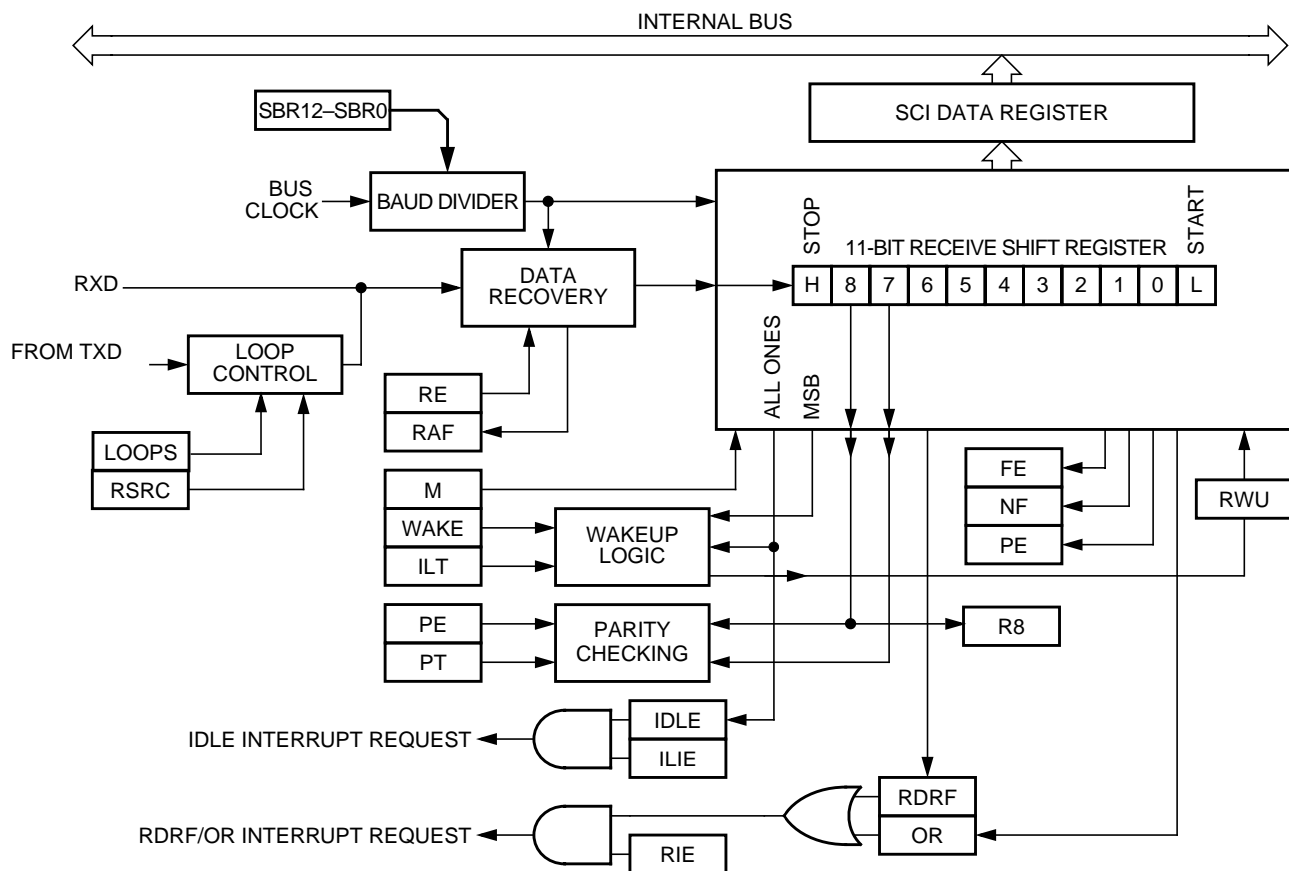 INTERNAL BUS
SBR12–SBR0
SCI DATA REGISTER
BUS
CLOCK
BAUD DIVIDER
STOP
START
11-BIT RECEIVE SHIFT REGISTER
H 8 7 6 5 4 3 2 1 0 L
RXD
DATA
RECOVERY
FROM TXD
LOOP
CONTROL
ALL ONES
MSB
RE
RAF
LOOPS
RSRC
M
WAKE
ILT
WAKEUP
LOGIC
FE
NF
PE
RWU
PE
PT
PARITY
CHECKING
R8
IDLE INTERRUPT REQUEST
IDLE
ILIE
RDRF
OR
RDRF/OR INTERRUPT REQUEST
RIE